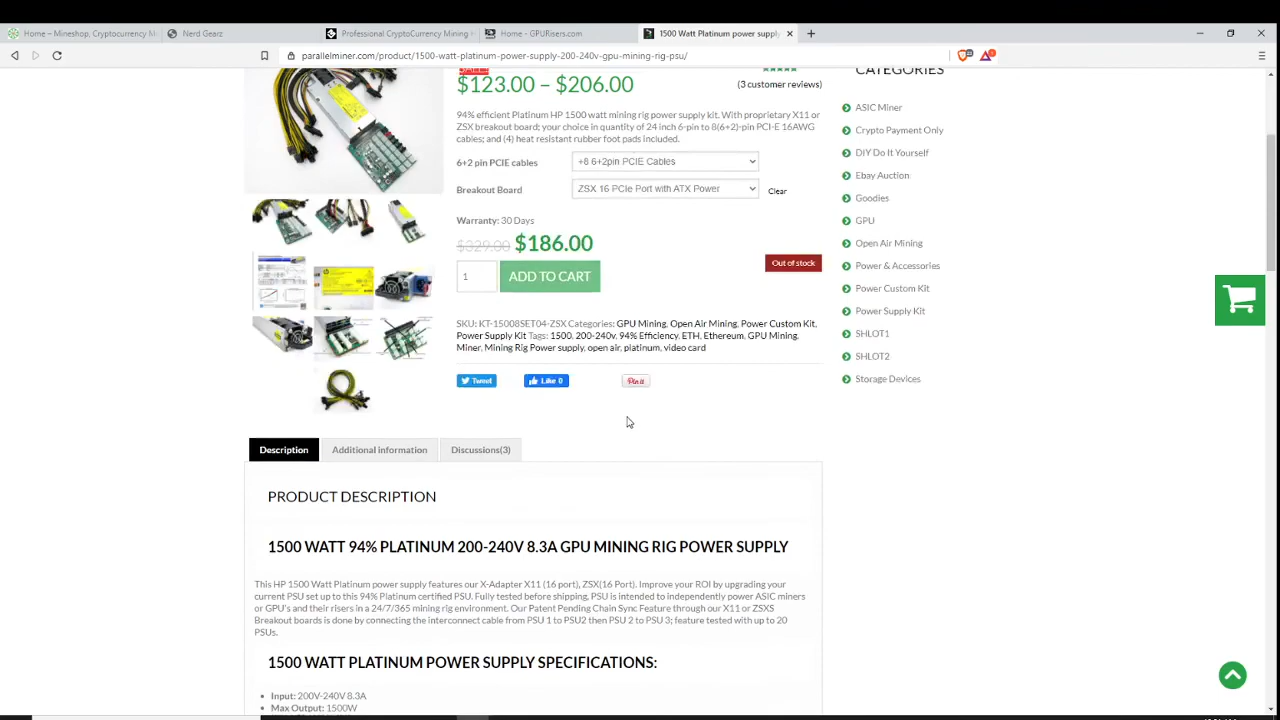 Home – Mineshop, Cryptocurrency M
Nerd Gearz
Professional CryptoCurrency Mining H
Home - GPURisers.com
1500 Watt Platinum power supply
parallelminer.com/product/1500-watt-platinum-power-supply-200-240v-gpu-mining-rig-psu/
$123.00 – $206.00
(3 customer reviews)
94% efficient Platinum HP 1500 watt mining rig power supply kit. With proprietary X11 or
ZSX breakout board; your choice in quantity of 24 inch 6-pin to 8(6+2)-pin PCI-E 16AWG
cables; and (4) heat resistant rubber foot pads included.
6+2 pin PCIE cables
+8 6+2pin PCIE Cables
Breakout Board
ZSX 16 PCIe Port with ATX Power
Clear
Warranty: 30 Days
$329.00 $186.00
Out of stock
1
ADD TO CART
SKU: KT-15008SET04-ZSX Categories: GPU Mining, Open Air Mining, Power Custom Kit,
Power Supply Kit Tags: 1500, 200-240v, 94% Efficiency, ETH, Ethereum, GPU Mining,
Miner, Mining Rig Power supply, open air, platinum, video card
Tweet
Like 0
Pin it
Description
Additional information
Discussions(3)
PRODUCT DESCRIPTION
1500 WATT 94% PLATINUM 200-240V 8.3A GPU MINING RIG POWER SUPPLY
This HP 1500 Watt Platinum power supply features our X-Adapter X11 (16 port), ZSX(16 Port). Improve your ROI by upgrading your
current PSU set up to this 94% Platinum certified PSU. Fully tested before shipping, PSU is intended to independently power ASIC miners
or GPU's and their risers in a 24/7/365 mining rig environment. Our Patent Pending Chain Sync Feature through our X11 or ZSXS
Breakout boards is done by connecting the interconnect cable from PSU 1 to PSU2 then PSU 2 to PSU 3; feature tested with up to 20
PSUs.
1500 WATT PLATINUM POWER SUPPLY SPECIFICATIONS:
Input: 200V-240V 8.3A
Max Output: 1500W
CATEGORIES
ASIC Miner
Crypto Payment Only
DIY Do It Yourself
Ebay Auction
Goodies
GPU
Open Air Mining
Power & Accessories
Power Custom Kit
Power Supply Kit
SHLOT1
SHLOT2
Storage Devices